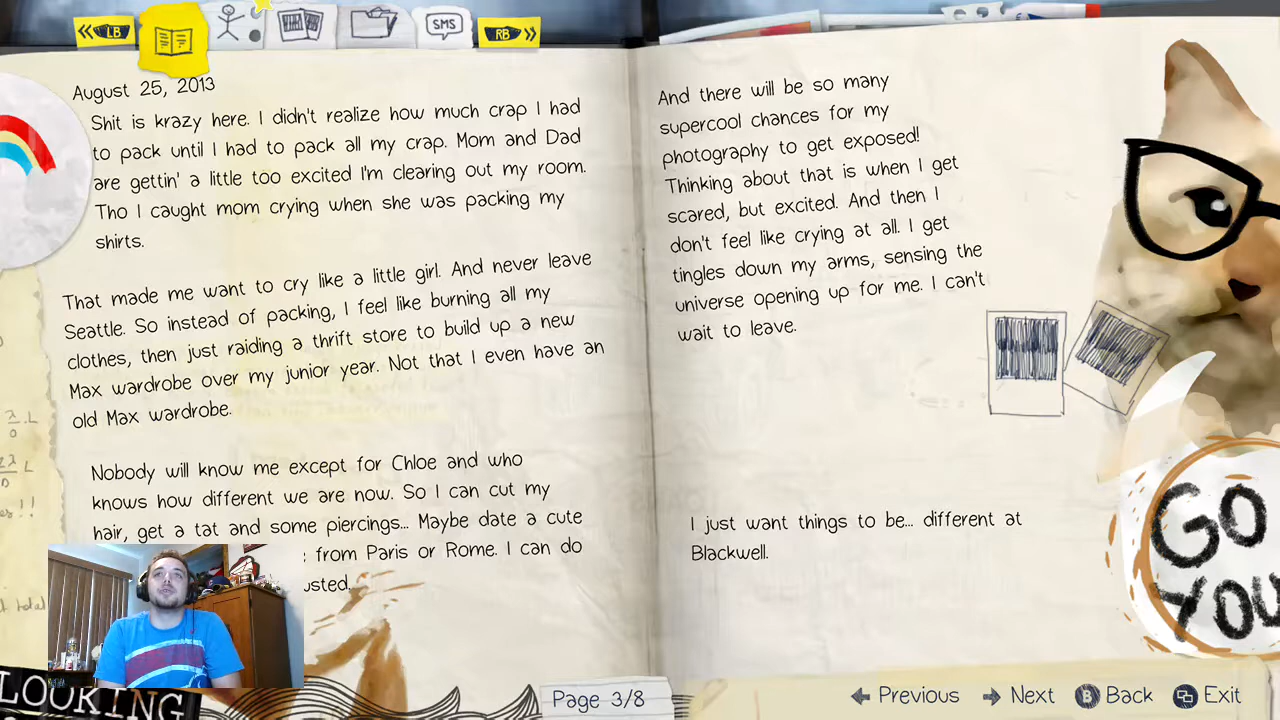 LB
SMS
RB
August 25, 2013
Shit is krazy here. I didn't realize how much crap I had
to pack until I had to pack all my crap. Mom and Dad
are gettin' a little too excited I'm clearing out my room.
Tho I caught mom crying when she was packing my
shirts.
That made me want to cry like a little girl. And never leave
Seattle. So instead of packing, I feel like burning all my
clothes, then just raiding a thrift store to build up a new
Max wardrobe over my junior year. Not that I even have an
old Max wardrobe.
Nobody will know me except for Chloe and who
knows how different we are now. So I can cut my
hair, get a tat and some piercings... Maybe date a cute
from Paris or Rome. I can do
And there will be so many
supercool chances for my
photography to get exposed!
Thinking about that is when I get
scared, but excited. And then I
don't feel like crying at all. I get
tingles down my arms, sensing the
universe opening up for me. I can't
wait to leave.
I just want things to be... different at
Blackwell.
GO
YOU
LOOKING
Page 3/8
Previous
Next
B Back
Exit